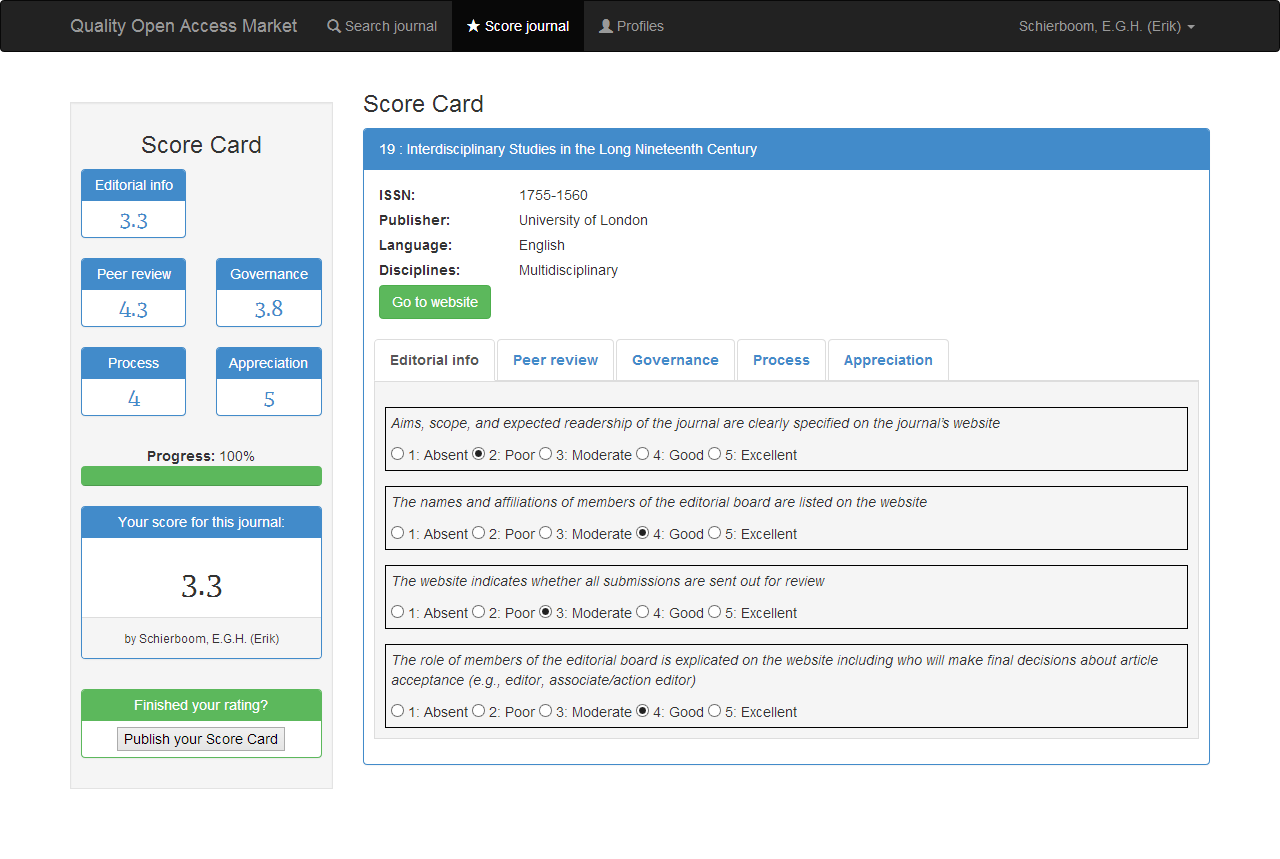 Quality Open Access Market Search journal Score journal Profiles Schierboom, E.G.H. (Erik)
Score Card
Editorial info
3.3
Peer review Governance
4.3 3.8
Process Appreciation
4 5
Progress: 100%
Your score for this journal:
3.3
by Schierboom, E.G.H. (Erik)
Finished your rating?
Publish your Score Card
Score Card
19 : Interdisciplinary Studies in the Long Nineteenth Century
ISSN: 1755-1560
Publisher: University of London
Language: English
Disciplines: Multidisciplinary
Go to website
Editorial info Peer review Governance Process Appreciation
Aims, scope, and expected readership of the journal are clearly specified on the journal's website
1: Absent 2: Poor 3: Moderate 4: Good 5: Excellent
The names and affiliations of members of the editorial board are listed on the website
1: Absent 2: Poor 3: Moderate 4: Good 5: Excellent
The website indicates whether all submissions are sent out for review
1: Absent 2: Poor 3: Moderate 4: Good 5: Excellent
The role of members of the editorial board is explicated on the website including who will make final decisions about article
acceptance (e.g., editor, associate/action editor)
1: Absent 2: Poor 3: Moderate 4: Good 5: Excellent